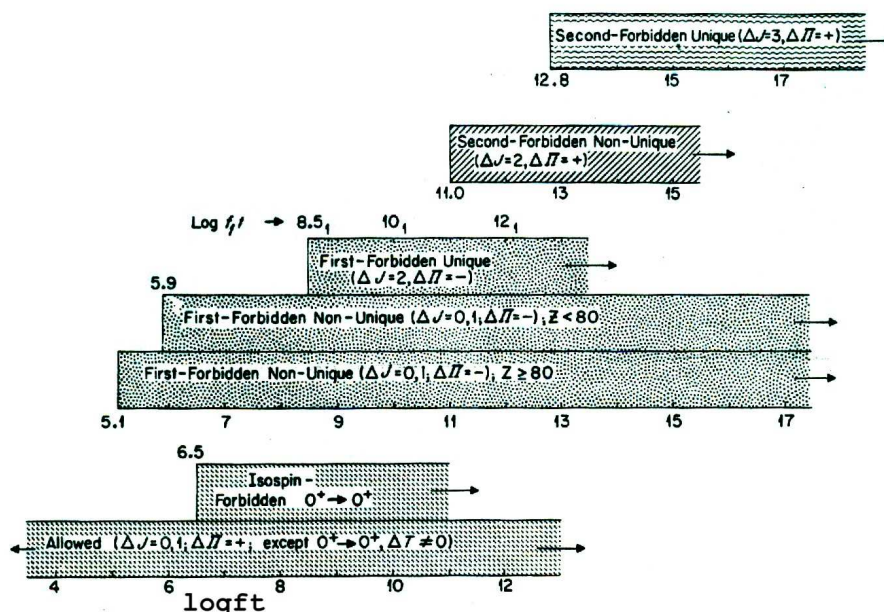 Second-Forbidden Unique (ΔJ=3, ΔΠ=+)
12.8 15 17
Second-Forbidden Non-Unique
(ΔJ=2, ΔΠ=+)
11.0 13 15
Log f₁t → 8.5₁ 10₁ 12₁
First-Forbidden Unique
(ΔJ=2, ΔΠ=−)
5.9
First-Forbidden Non-Unique (ΔJ=0,1; ΔΠ=−); Z<80
First-Forbidden Non-Unique (ΔJ=0,1; ΔΠ=−), Z≥80
5.1 7 9 11 13 15 17
6.5
Isospin-
Forbidden 0⁺→0⁺
Allowed (ΔJ=0,1; ΔΠ=+; except 0⁺→0⁺, ΔT≠0)
4 6 8 10 12
logft